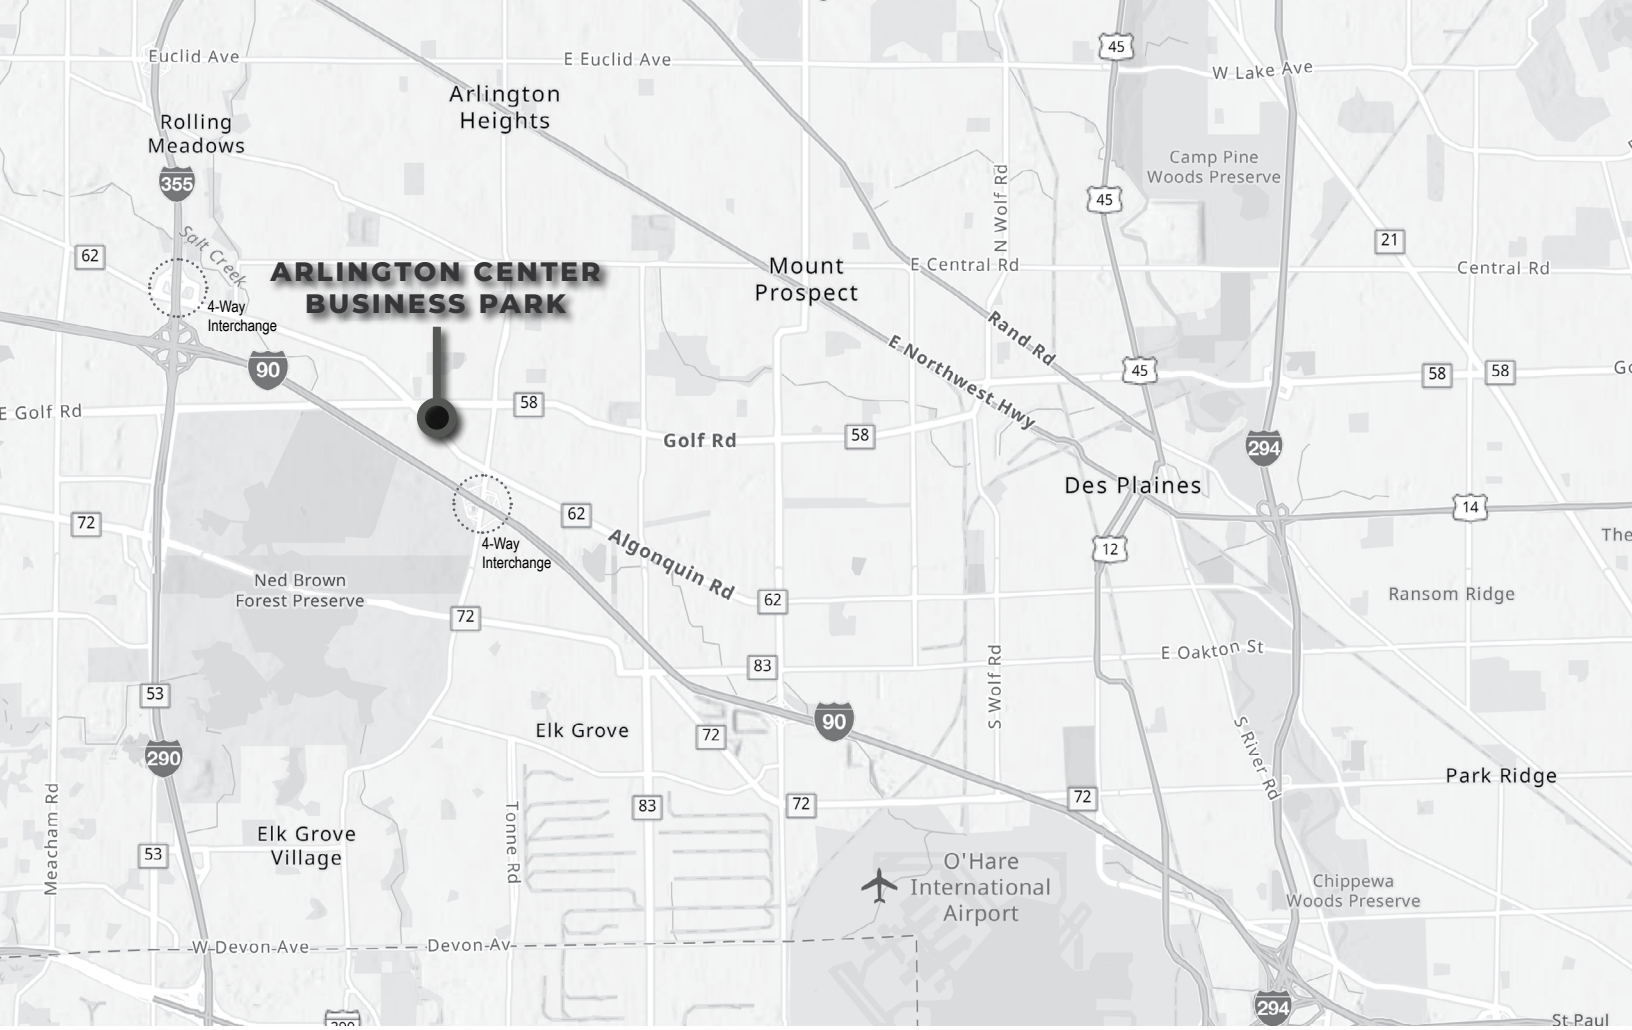 45
Euclid Ave
E Euclid Ave
W Lake Ave
Arlington
Heights
Rolling
Meadows
Camp Pine
Woods Preserve
355
45
N Wolf Rd
Salt Creek
62
21
ARLINGTON CENTER
BUSINESS PARK
Mount
Prospect
E Central Rd
Central Rd
4-Way
Interchange
Rand Rd
E Northwest Hwy
90
45
58
58
E Golf Rd
58
Golf Rd
58
294
Des Plaines
62
14
72
4-Way
Interchange
Algonquin Rd
12
The
Ned Brown
Forest Preserve
72
62
Ransom Ridge
E Oakton St
83
53
S Wolf Rd
90
Elk Grove
72
S River Rd
290
Park Ridge
Meacham Rd
83
72
72
Tonne Rd
Elk Grove
Village
53
O'Hare
International
Airport
Chippewa
Woods Preserve
W Devon Ave
Devon Av
294
St Paul